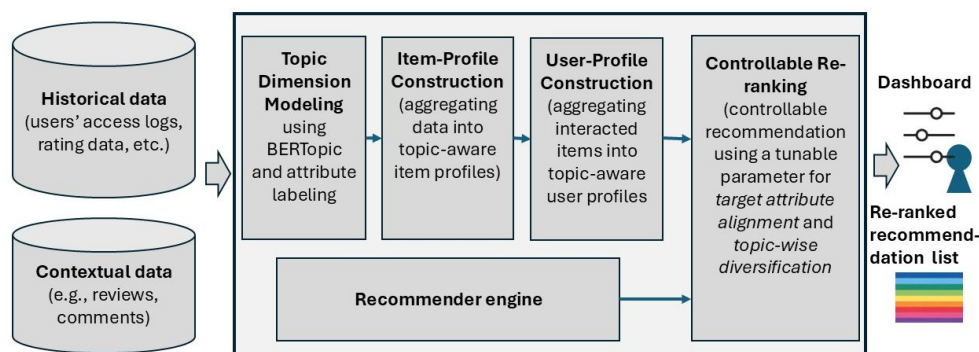 Historical data
(users' access logs,
rating data, etc.)
Contextual data
(e.g., reviews,
comments)
Topic
Dimension
Modeling
using
BERTopic
and attribute
labeling
Item-Profile
Construction
(aggregating
data into
topic-aware
item profiles)
User-Profile
Construction
(aggregating
interacted
items into
topic-aware
user profiles
Controllable Re-
ranking
(controllable
recommendation
using a tunable
parameter for
target attribute
alignment and
topic-wise
diversification
Recommender engine
Dashboard
Re-ranked
recommen-
dation list